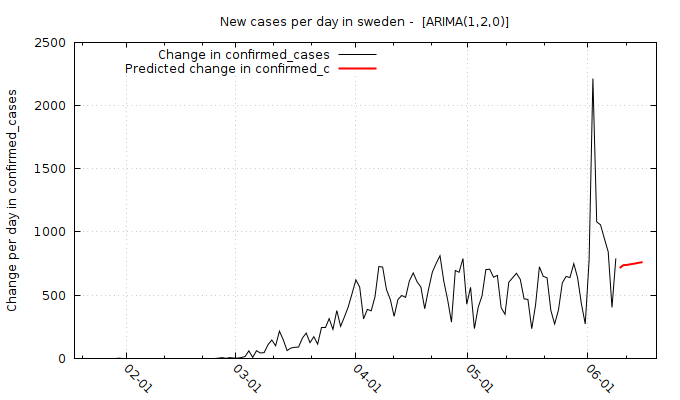 New cases per day in sweden -  [ARIMA(1,2,0)]
Change in confirmed_cases
Predicted change in confirmed_c
Change per day in confirmed_cases
2500
2000
1500
1000
500
0
02-01
03-01
04-01
05-01
06-01